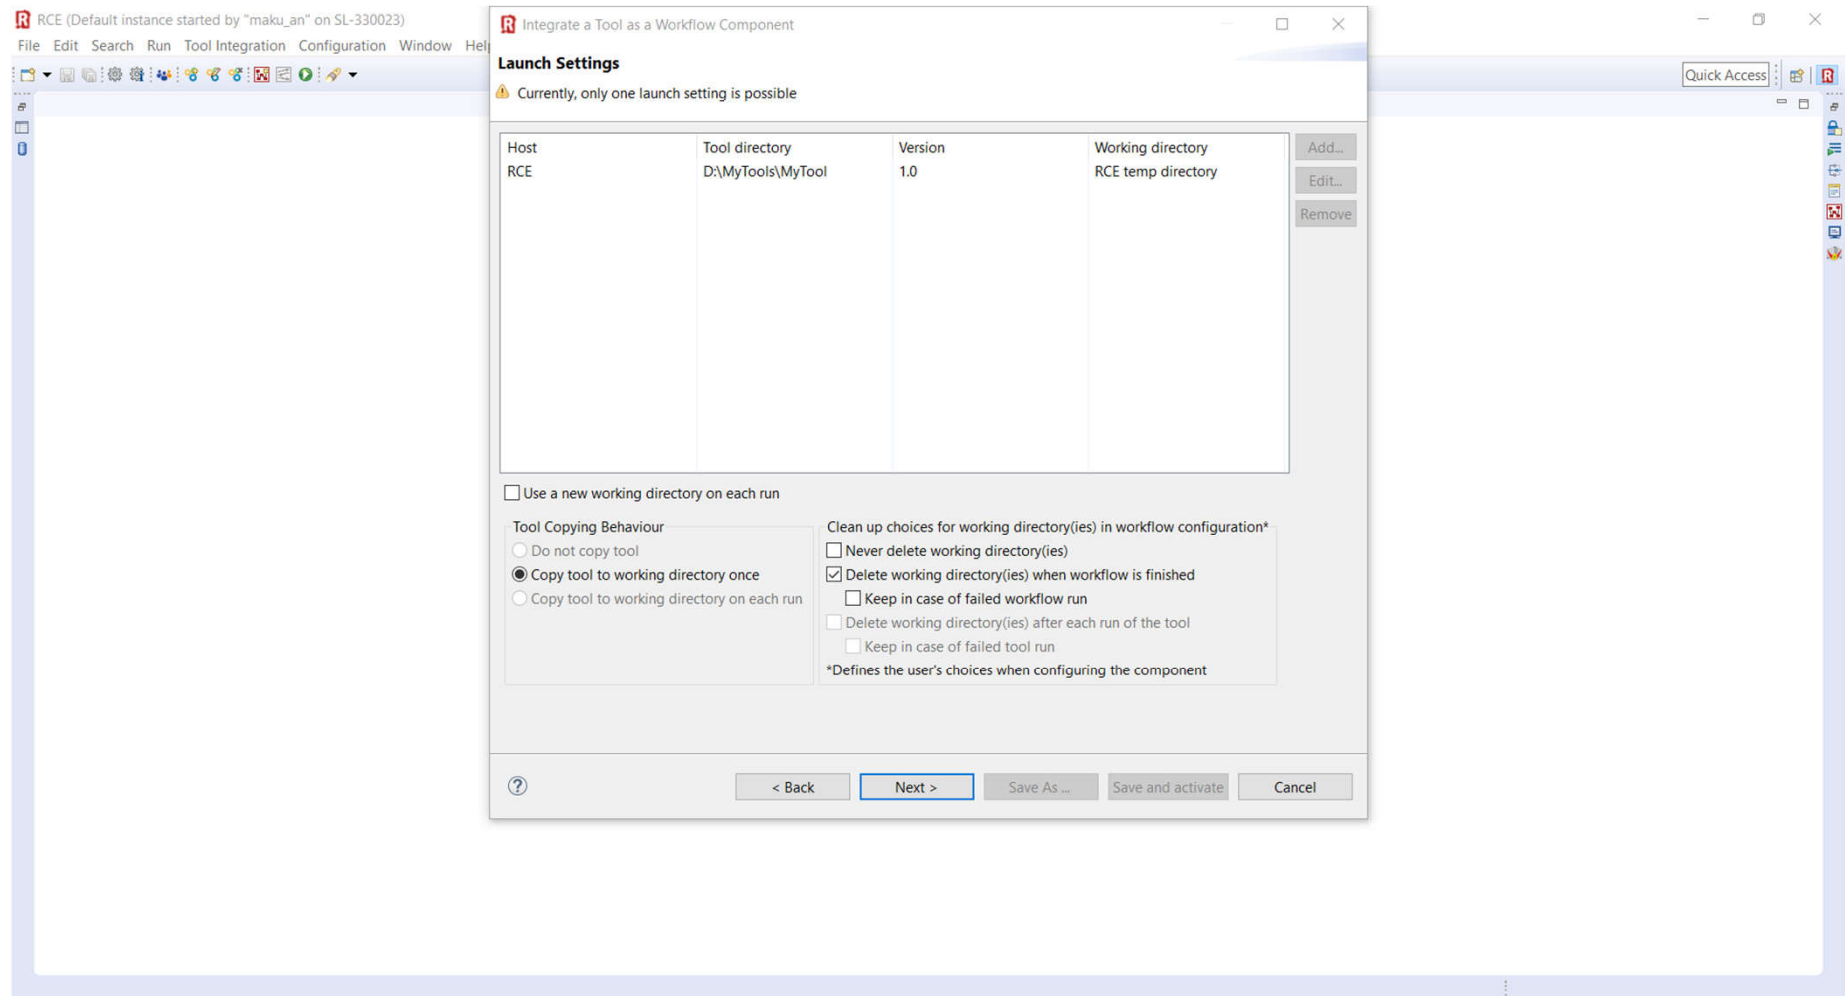 RCE (Default instance started by "maku_an" on SL-330023)
File Edit Search Run Tool Integration Configuration Window Help
Quick Access
Integrate a Tool as a Workflow Component
Launch Settings
Currently, only one launch setting is possible
Host Tool directory Version Working directory
RCE D:\MyTools\MyTool 1.0 RCE temp directory
Add...
Edit...
Remove
Use a new working directory on each run
Tool Copying Behaviour
Do not copy tool
Copy tool to working directory once
Copy tool to working directory on each run
Clean up choices for working directory(ies) in workflow configuration*
Never delete working directory(ies)
Delete working directory(ies) when workflow is finished
Keep in case of failed workflow run
Delete working directory(ies) after each run of the tool
Keep in case of failed tool run
*Defines the user's choices when configuring the component
< Back Next > Save As ... Save and activate Cancel